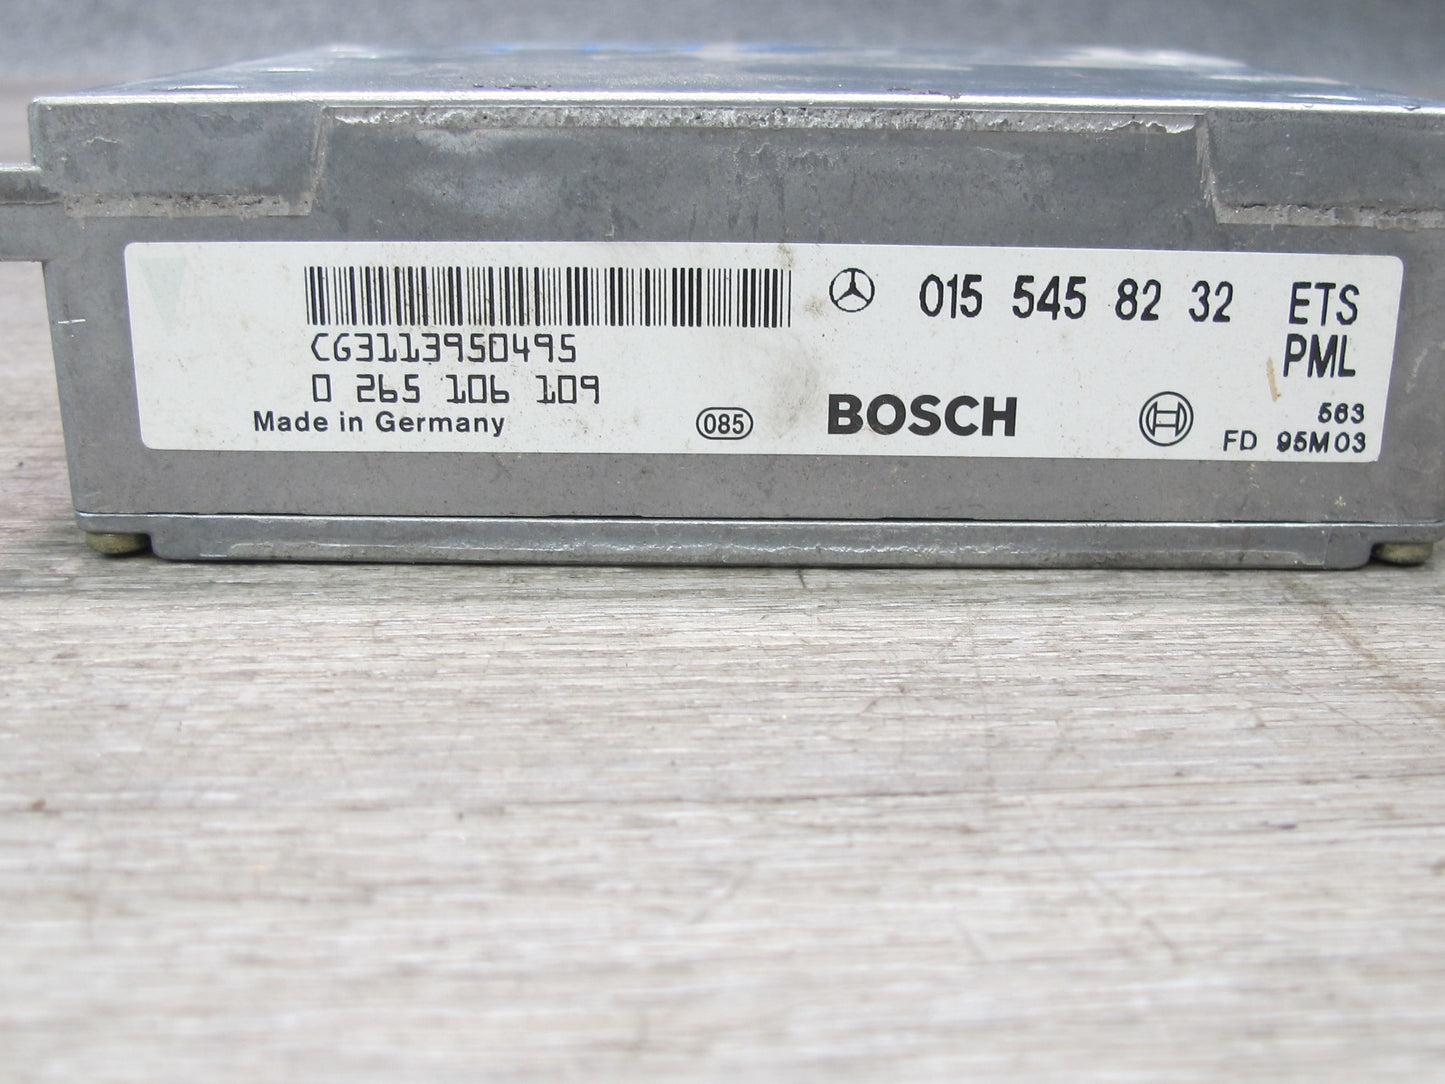 015 545 82 32 ETS
PML
CG3113950495
0 265 106 109
Made in Germany
085
BOSCH
563
FD 95M03